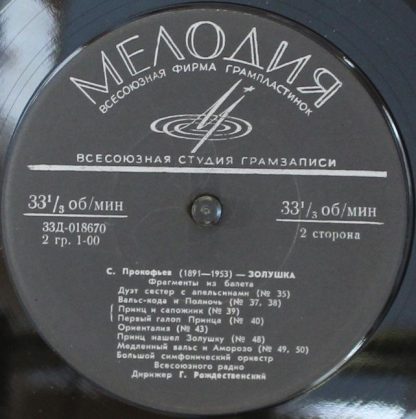 МЕЛОДИЯ
ВСЕСОЮЗНАЯ ФИРМА ГРАМПЛАСТИНОК
ВСЕСОЮЗНАЯ СТУДИЯ ГРАМЗАПИСИ
33⅓ об/мин
33Д-018670
2 гр. 1-00
33⅓ об/мин
2 сторона
С. Прокофьев (1891—1953) — ЗОЛУШКА
Фрагменты из балета
Дуэт сестер с апельсинами (№ 35)
Вальс-кода и Полночь (№ 37, 38)
Принц и сапожник (№ 39)
Первый галоп Принца (№ 40)
Ориенталия (№ 43)
Принц нашел Золушку (№ 48)
Медленный вальс и Аморозо (№ 49, 50)
Большой симфонический оркестр
Всесоюзного радио
Дирижер Г. Рождественский